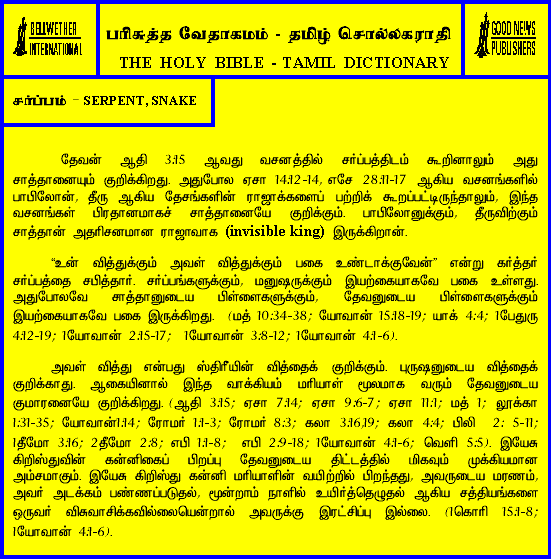 BELLWETHER
INTERNATIONAL
பரிசுத்த வேதாகமம் - தமிழ் சொல்லகராதி
THE HOLY BIBLE - TAMIL DICTIONARY
GOOD NEWS
PUBLISHERS
சர்ப்பம் – SERPENT, SNAKE
தேவன் ஆதி 3:15 ஆவது வசனத்தில் சர்ப்பத்திடம் கூறினாலும் அது
சாத்தானையும் குறிக்கிறது. அதுபோல ஏசா 14:12-14, எசே 28:11-17 ஆகிய வசனங்களில்
பாபிலோன், தீரு ஆகிய தேசங்களின் ராஜாக்களைப் பற்றிக் கூறப்பட்டிருந்தாலும், இந்த
வசனங்கள் பிரதானமாகச் சாத்தானையே குறிக்கும். பாபிலோனுக்கும், தீருவிற்கும்
சாத்தான் அதரிசனமான ராஜாவாக (invisible king) இருக்கிறான்.
“உன் வித்துக்கும் அவள் வித்துக்கும் பகை உண்டாக்குவேன்” என்று கர்த்தர்
சர்ப்பத்தை சபித்தார். சர்ப்பங்களுக்கும், மனுஷருக்கும் இயற்கையாகவே பகை உள்ளது.
அதுபோலவே சாத்தானுடைய பிள்ளைகளுக்கும், தேவனுடைய பிள்ளைகளுக்கும்
இயற்கையாகவே பகை இருக்கிறது. (மத் 10:34-38; யோவான் 15:18-19; யாக் 4:4; 1பேதுரு
4:12-19; 1யோவான் 2:15-17; 1யோவான் 3:8-12; 1யோவான் 4:1-6).
அவள் வித்து என்பது ஸ்திரீயின் வித்தைக் குறிக்கும். புருஷனுடைய வித்தைக்
குறிக்காது. ஆகையினால் இந்த வாக்கியம் மரியாள் மூலமாக வரும் தேவனுடைய
குமாரனையே குறிக்கிறது. (ஆதி 3:15; ஏசா 7:14; ஏசா 9:6-7; ஏசா 11:1; மத் 1; லூக்கா
1:31-35; யோவான்1:14; ரோமர் 1:1-3; ரோமர் 8:3; கலா 3:16,19; கலா 4:4; பிலி 2: 5-11;
1தீமோ 3:16; 2தீமோ 2:8; எபி 1:1-8; எபி 2:9-18; 1யோவான் 4:1-6; வெளி 5:5). இயேசு
கிறிஸ்துவின் கன்னிகைப் பிறப்பு தேவனுடைய திட்டத்தில் மிகவும் முக்கியமான
அம்சமாகும். இயேசு கிறிஸ்து கன்னி மரியாளின் வயிற்றில் பிறந்தது, அவருடைய மரணம்,
அவர் அடக்கம் பண்ணப்படுதல், மூன்றாம் நாளில் உயிர்த்தெழுதல் ஆகிய சத்தியங்களை
ஒருவர் விசுவாசிக்கவில்லையென்றால் அவருக்கு இரட்சிப்பு இல்லை. (1கொரி 15:1-8;
1யோவான் 4:1-6).